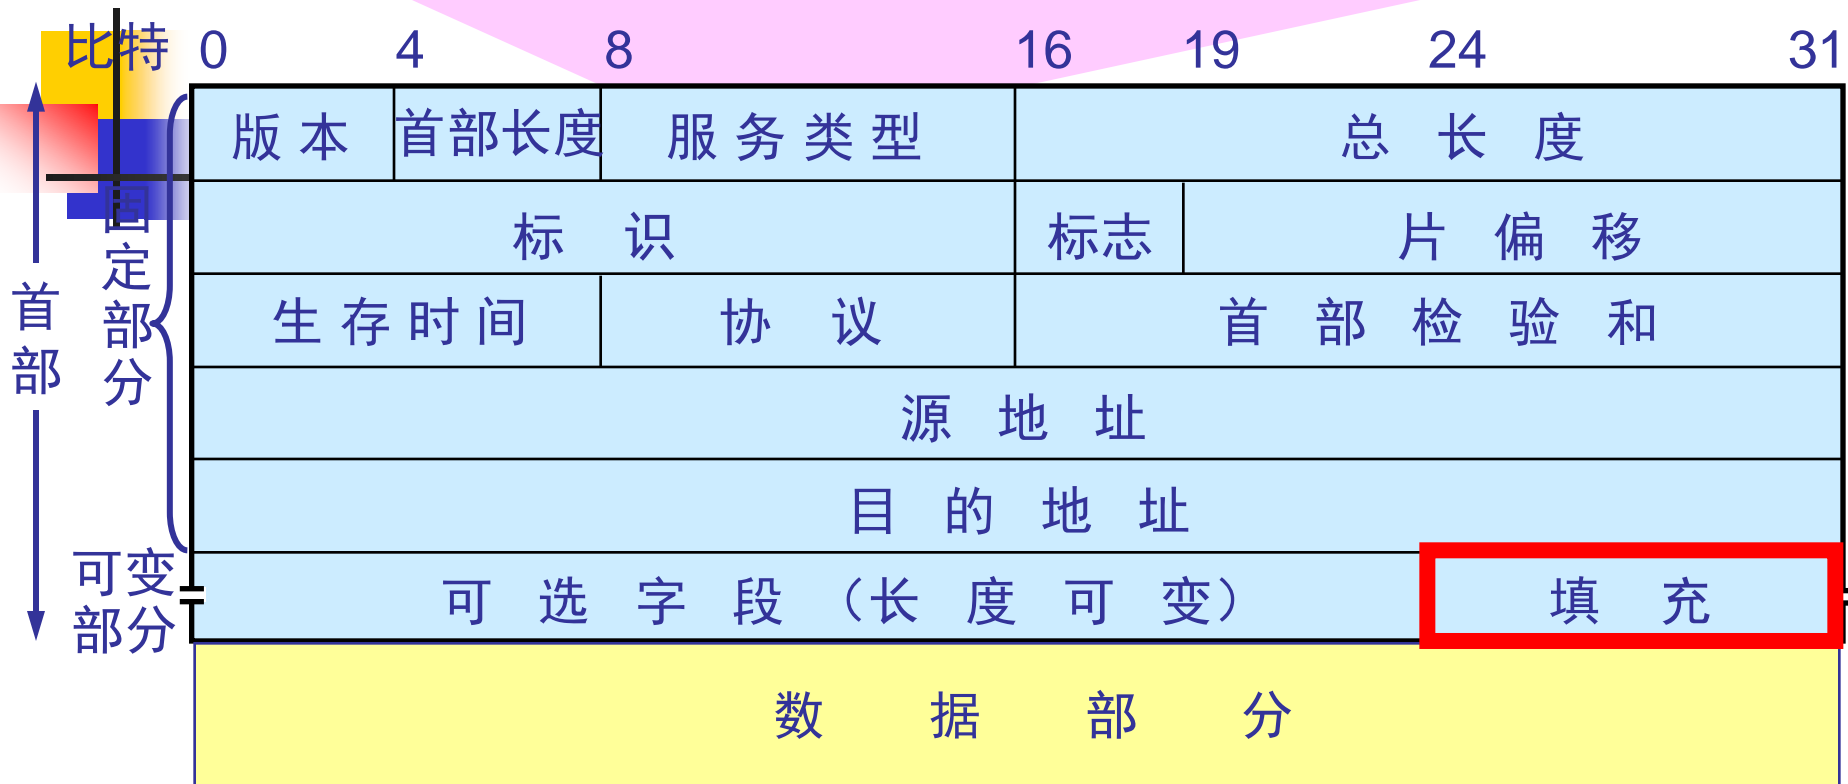 比特 0 4 8 16 19 24 31
版本 首部长度 服务类型 总长度
标识 标志 片偏移
生存时间 协议 首部检验和
源地址
目的地址
可选字段（长度可变） 填充
数据部分
首部
固定部分
可变
部分